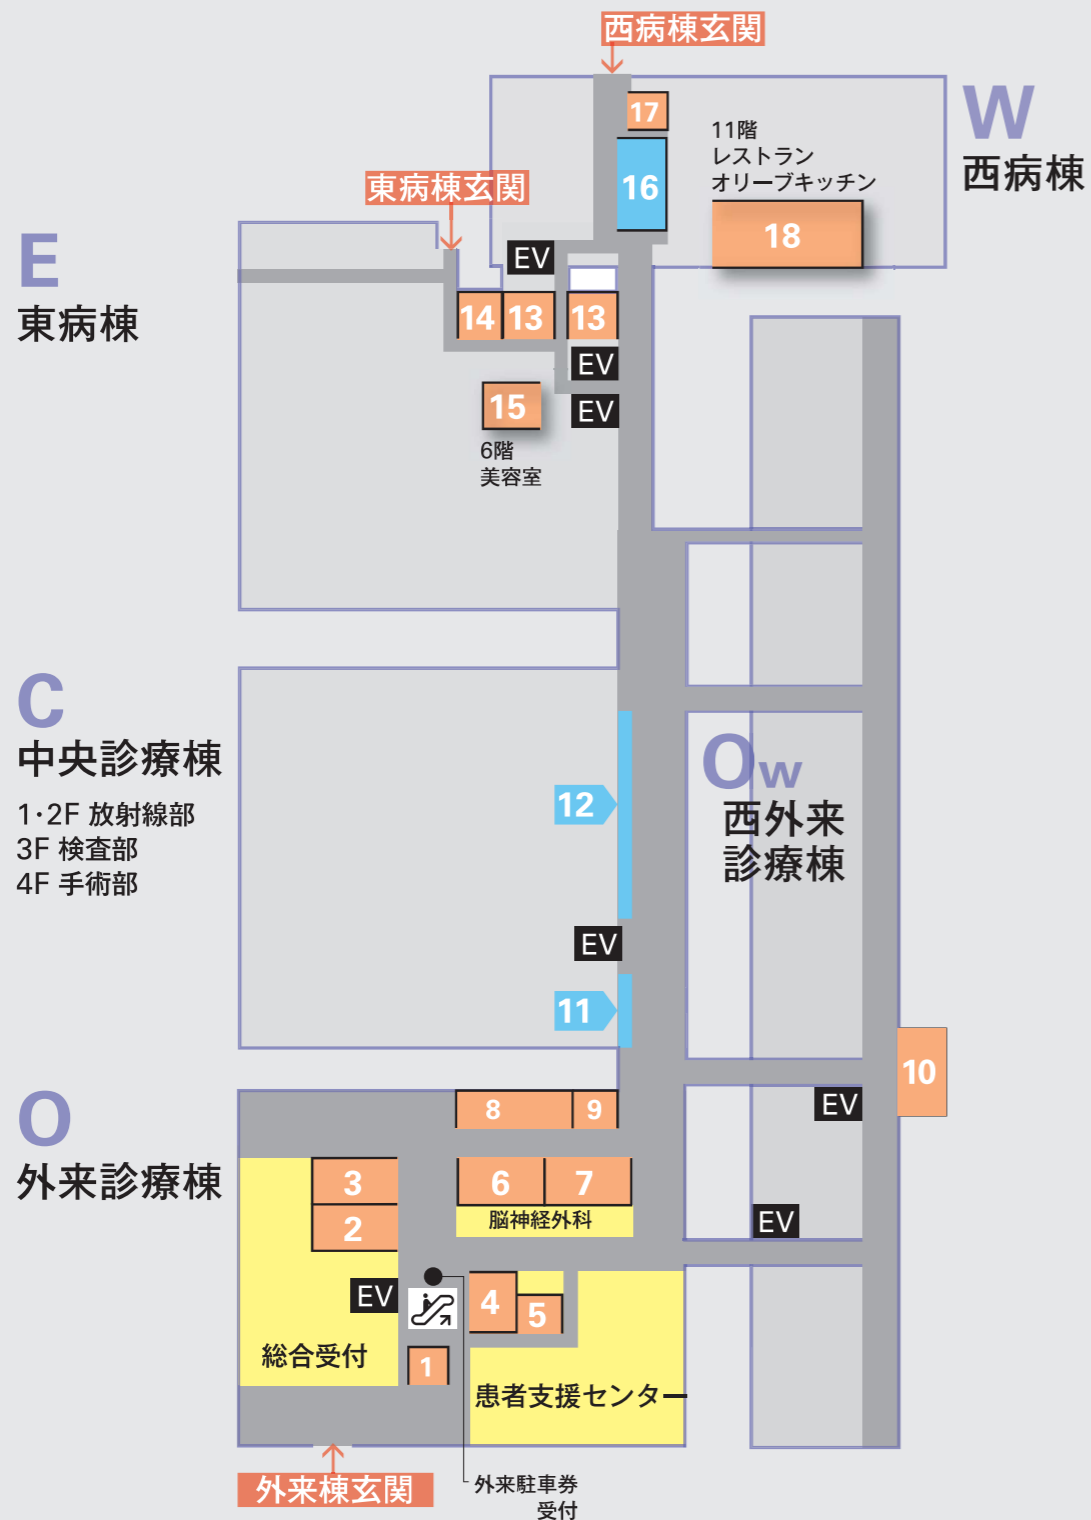 西病棟玄関
W
西病棟
17
16
11階
レストラン
オリーブキッチン
18
東病棟玄関
E
東病棟
EV
14
13
13
EV
EV
15
6階
美容室
C
中央診療棟
1・2F 放射線部
3F 検査部
4F 手術部
12
Ow
西外来
診療棟
EV
11
10
EV
O
外来診療棟
8
9
3
6
7
2
脳神経外科
EV
EV
4
5
総合受付
1
患者支援センター
外来棟玄関
外来駐車券
受付